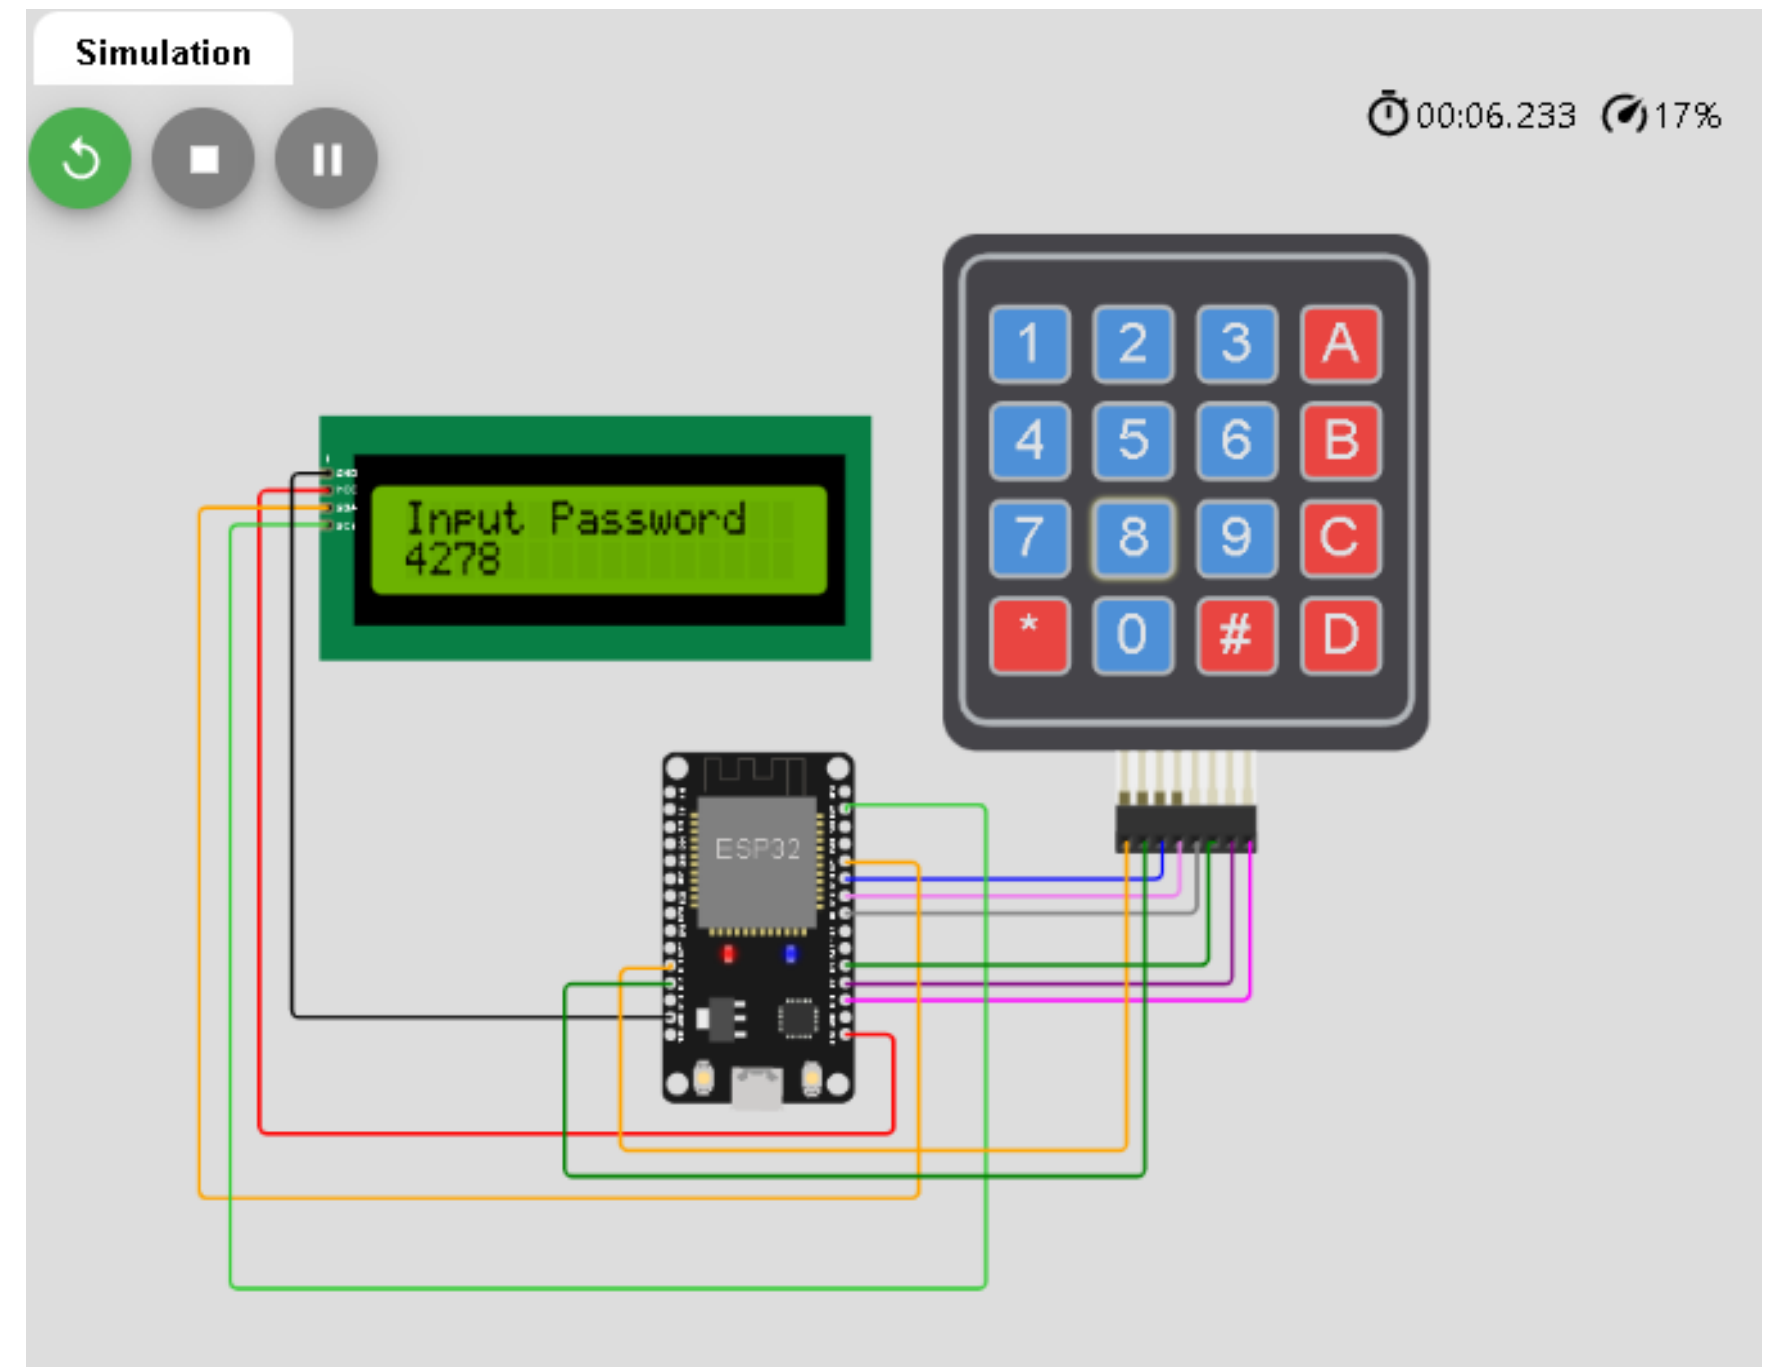 Simulation
00:06.233 17%
1 2 3 A
4 5 6 B
7 8 9 C
* 0 # D
Input Password
4278
ESP32